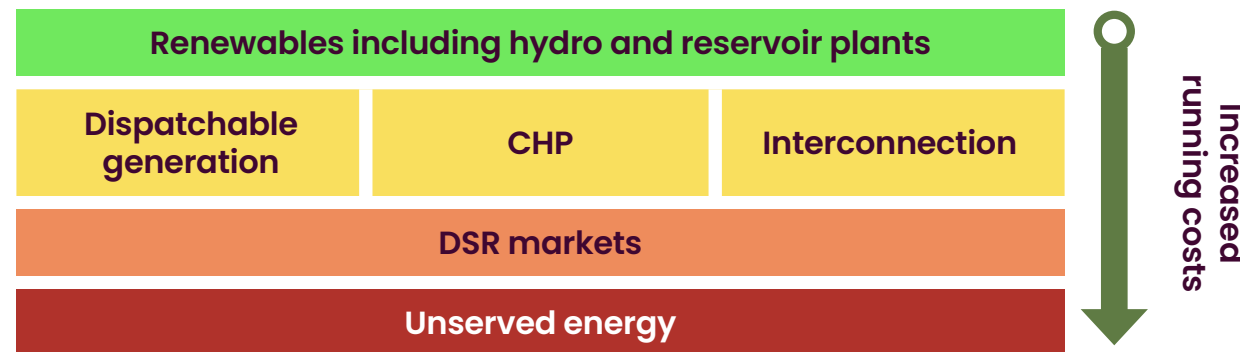 Renewables including hydro and reservoir plants
Dispatchable
generation
CHP
Interconnection
DSR markets
Unserved energy
Increased
running costs